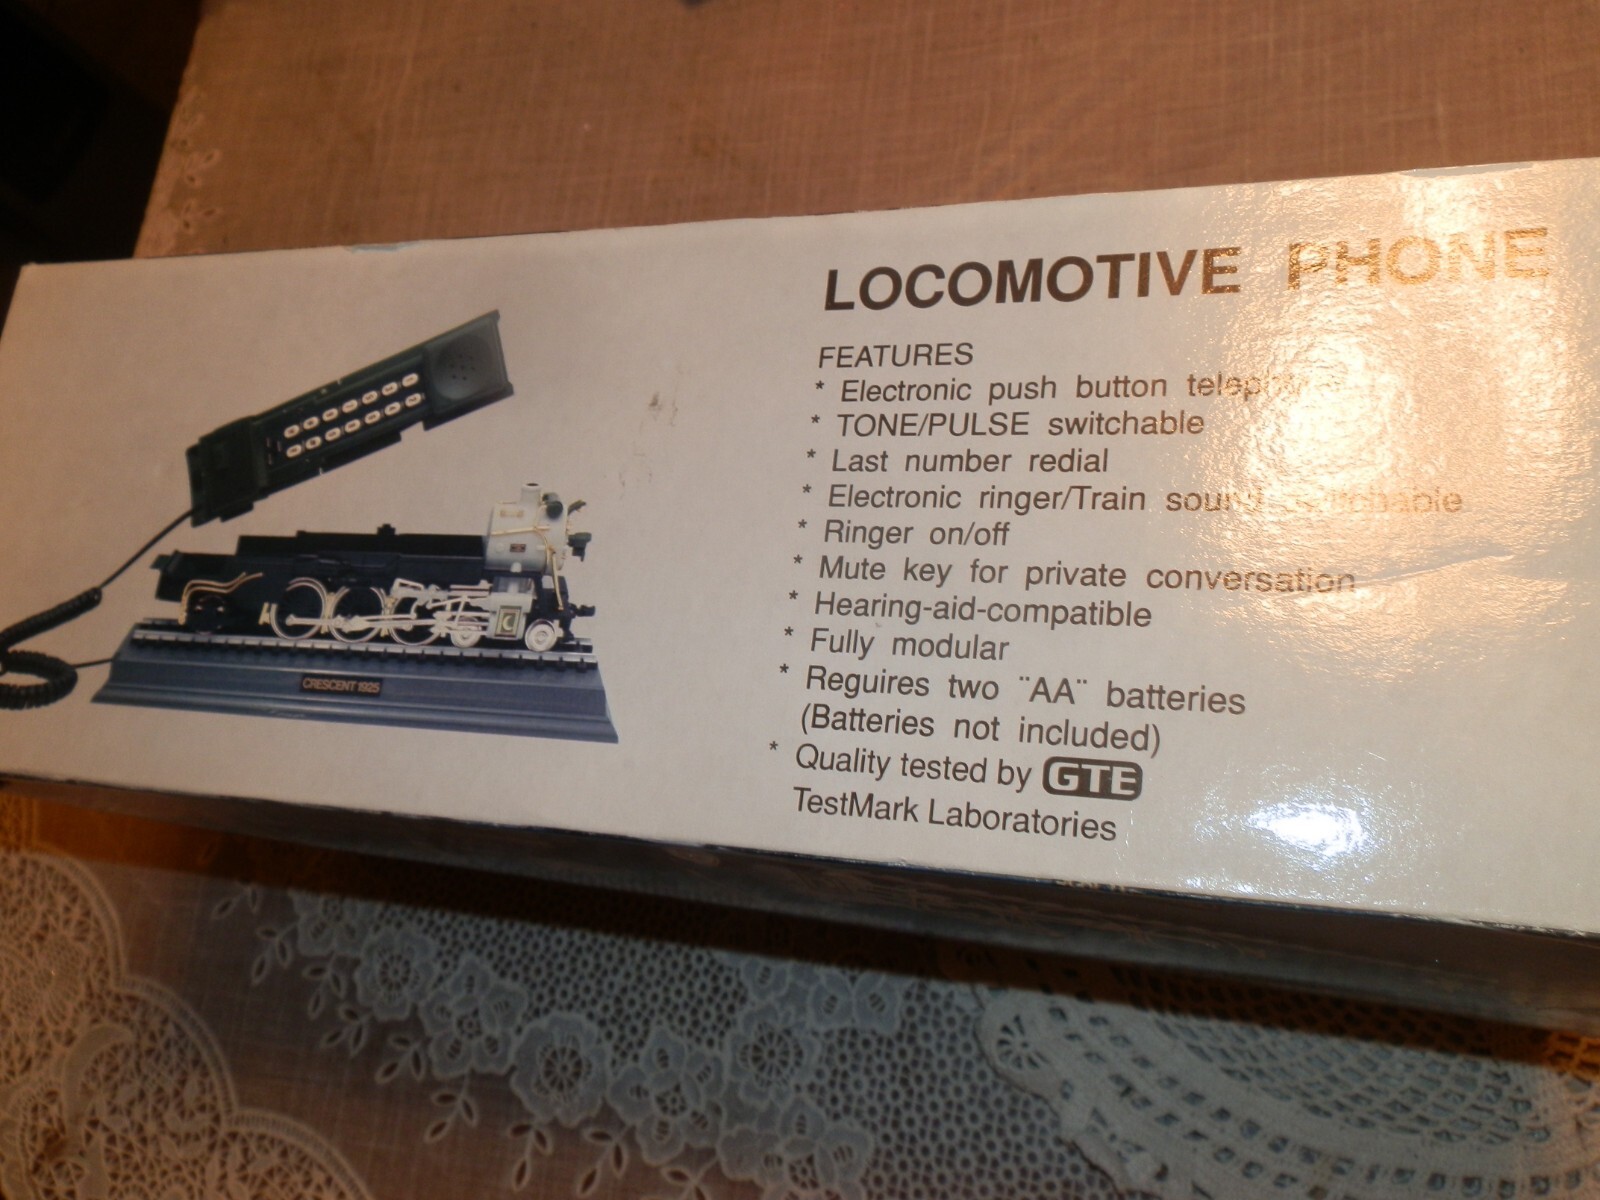 LOCOMOTIVE PHONE
FEATURES
* Electronic push button
* TONE/PULSE switchable
* Last number redial
* Electronic ringer/Train sound switchable
* Ringer on/off
* Mute key for private conversation
* Hearing-aid-compatible
* Fully modular
* Reguires two "AA" batteries
(Batteries not included)
* Quality tested by GTE
TestMark Laboratories
CRESCENT 1925